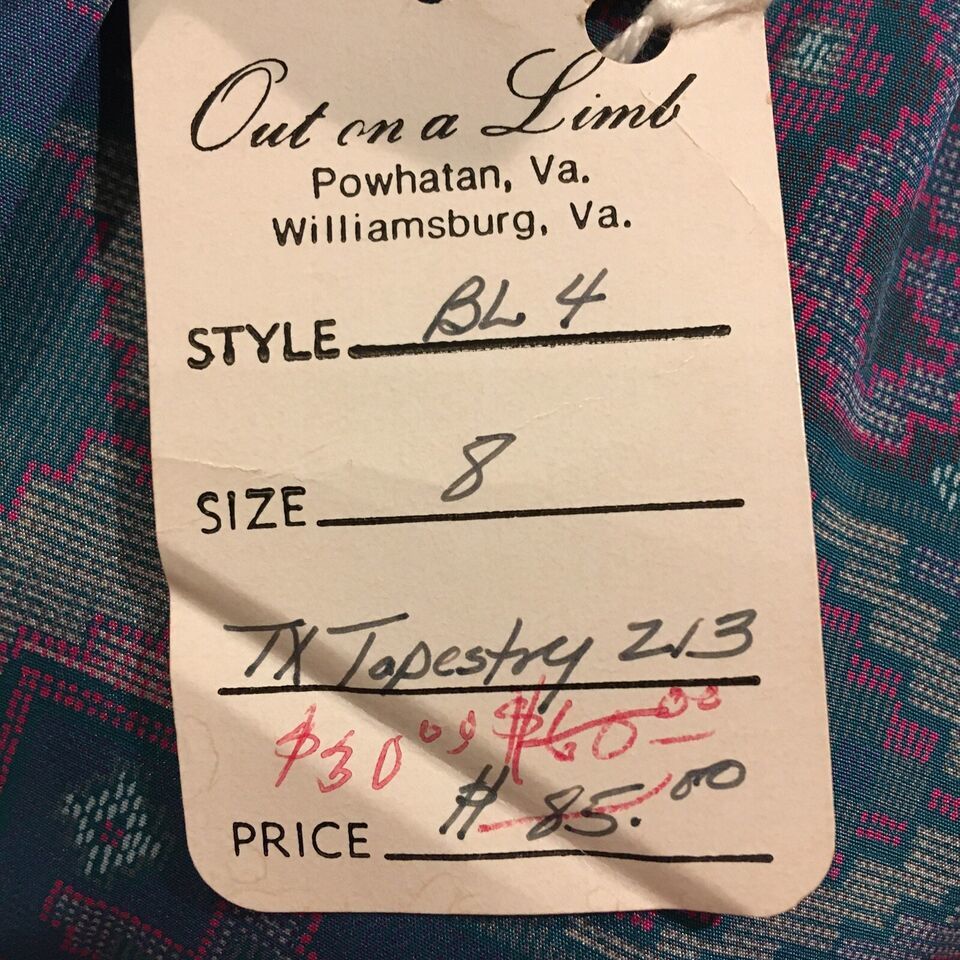 Out on a Limb
Powhatan, Va.
Williamsburg, Va.
STYLE BL 4
SIZE 8
TX Tapestry 213
$30.00 $60.00
PRICE $85.00